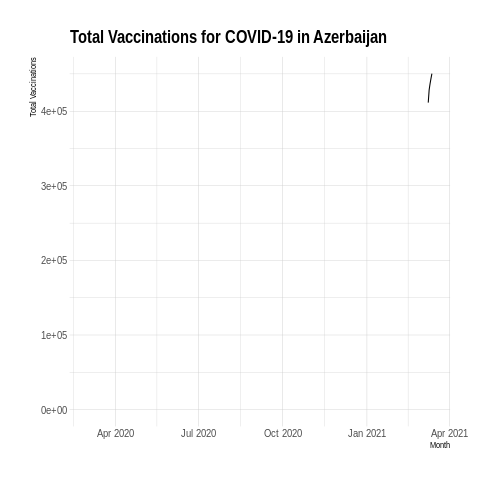 Total Vaccinations for COVID-19 in Azerbaijan
Total Vaccinations
4e+05
3e+05
2e+05
1e+05
0e+00
Apr 2020 Jul 2020 Oct 2020 Jan 2021 Apr 2021
Month